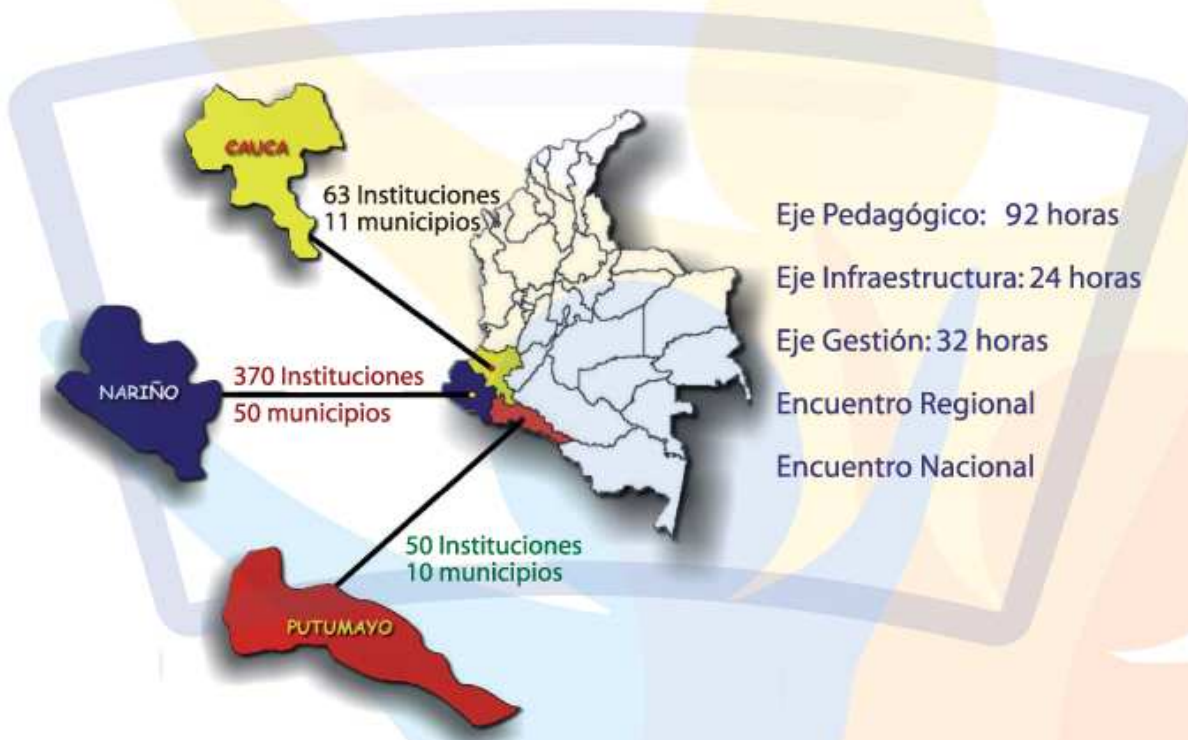 CAUCA
63 Instituciones
11 municipios
NARIÑO
370 Instituciones
50 municipios
50 Instituciones
10 municipios
PUTUMAYO
Eje Pedagógico: 92 horas
Eje Infraestructura: 24 horas
Eje Gestión: 32 horas
Encuentro Regional
Encuentro Nacional